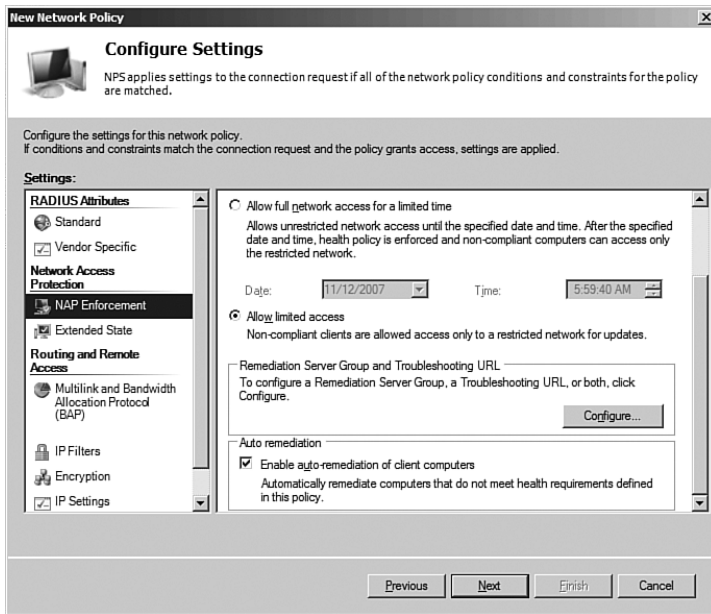 New Network Policy
Configure Settings
NPS applies settings to the connection request if all of the network policy conditions and constraints for the policy
are matched.
Configure the settings for this network policy.
If conditions and constraints match the connection request and the policy grants access, settings are applied.
Settings:
RADIUS Attributes
Standard
Vendor Specific
Network Access
Protection
NAP Enforcement
Extended State
Routing and Remote
Access
Multilink and Bandwidth
Allocation Protocol
(BAP)
IP Filters
Encryption
IP Settings
Allow full network access for a limited time
Allows unrestricted network access until the specified date and time. After the specified
date and time, health policy is enforced and non-compliant computers can access only
the restricted network.
Date: 11/12/2007 Time: 5:59:40 AM
Allow limited access
Non-compliant clients are allowed access only to a restricted network for updates.
Remediation Server Group and Troubleshooting URL
To configure a Remediation Server Group, a Troubleshooting URL, or both, click
Configure.
Configure...
Auto remediation
Enable auto-remediation of client computers
Automatically remediate computers that do not meet health requirements defined
in this policy.
Previous Next Finish Cancel